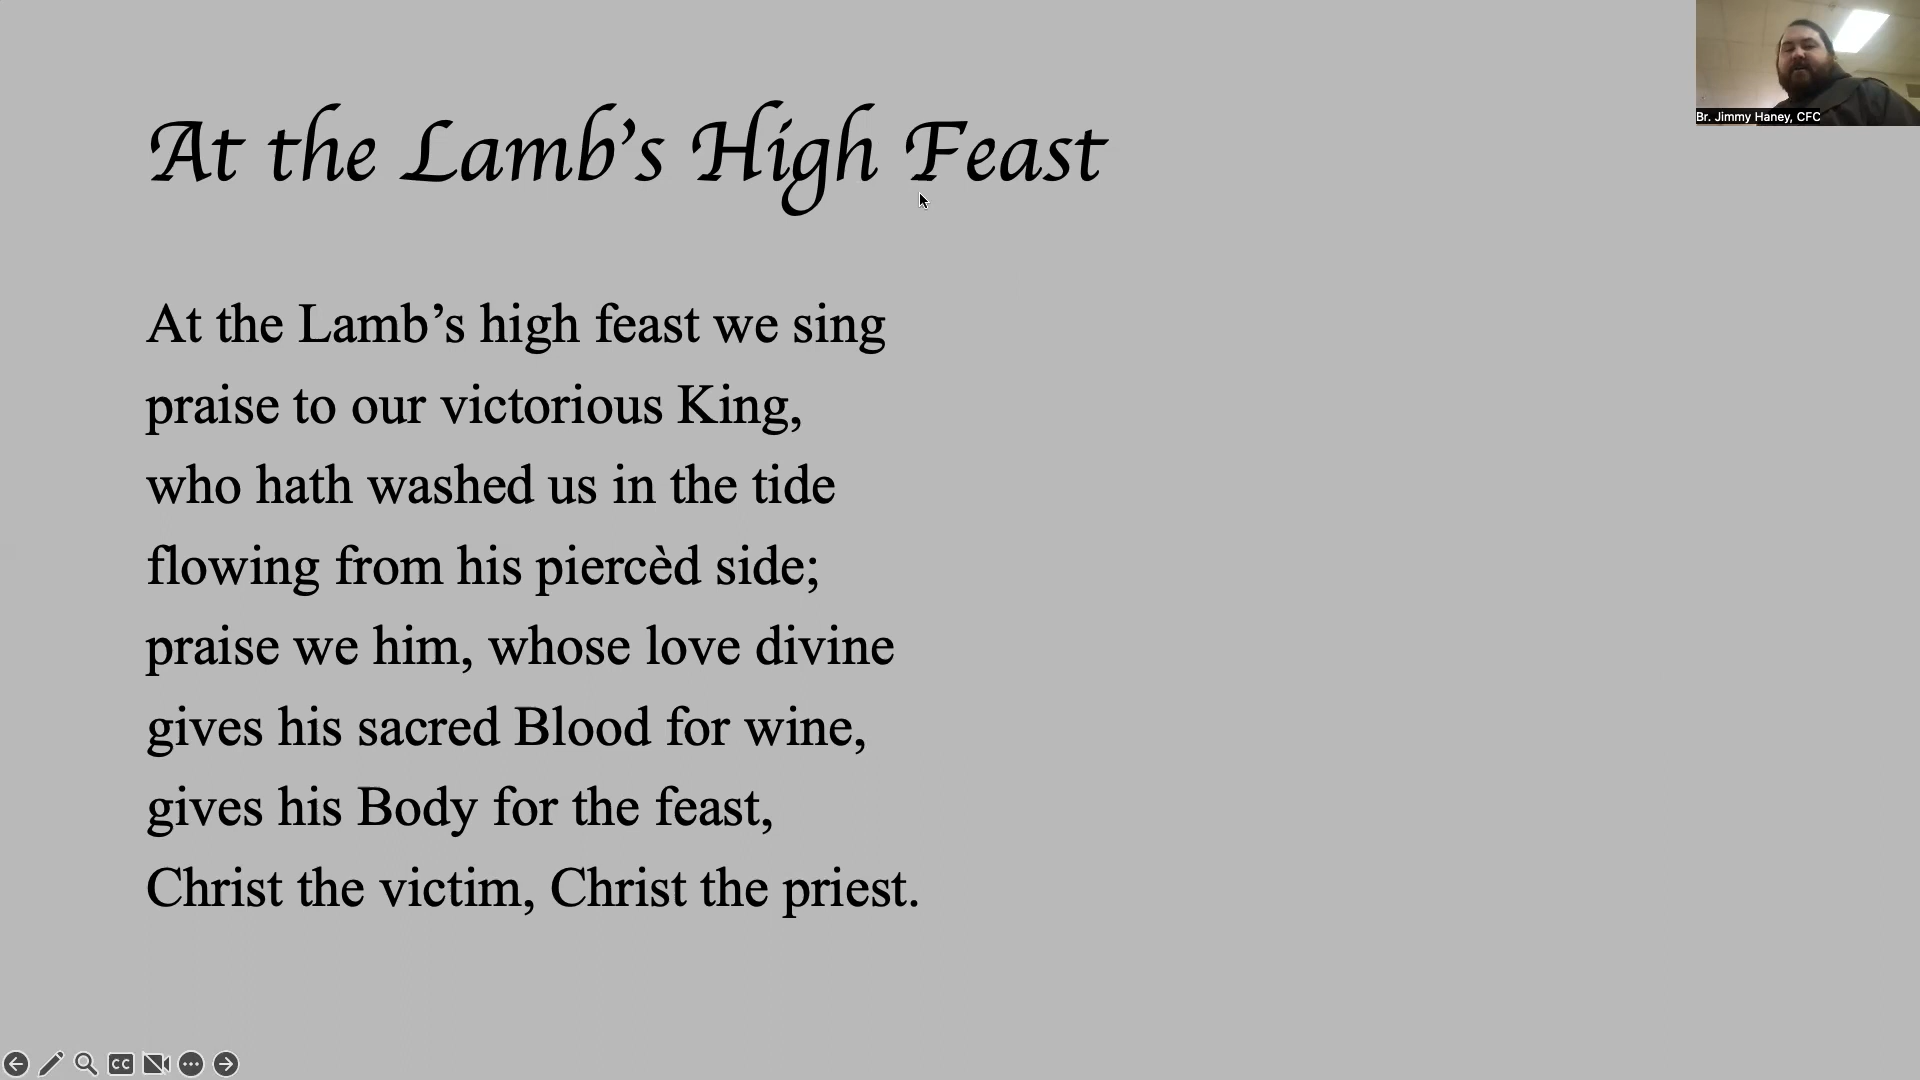 At the Lamb’s High Feast
Br. Jimmy Haney, CFC
At the Lamb’s high feast we sing
praise to our victorious King,
who hath washed us in the tide
flowing from his piercèd side;
praise we him, whose love divine
gives his sacred Blood for wine,
gives his Body for the feast,
Christ the victim, Christ the priest.
CC